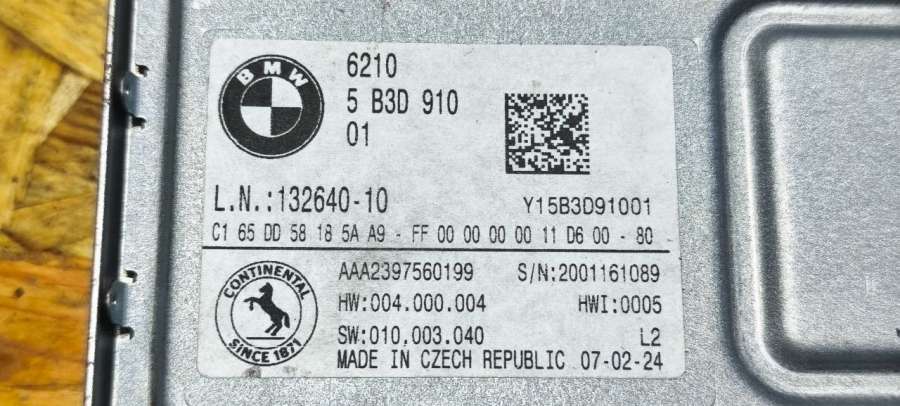 BMW
6210
5 B3D 910
01
L.N.:132640-10
Y15B3D91001
C1 65 DD 58 18 5A A9 - FF 00 00 00 00 11 D6 00 - 80
CONTINENTAL
SINCE 1871
AAA2397560199
S/N:2001161089
HW:004.000.004
HWI:0005
SW:010.003.040
L2
MADE IN CZECH REPUBLIC 07-02-24